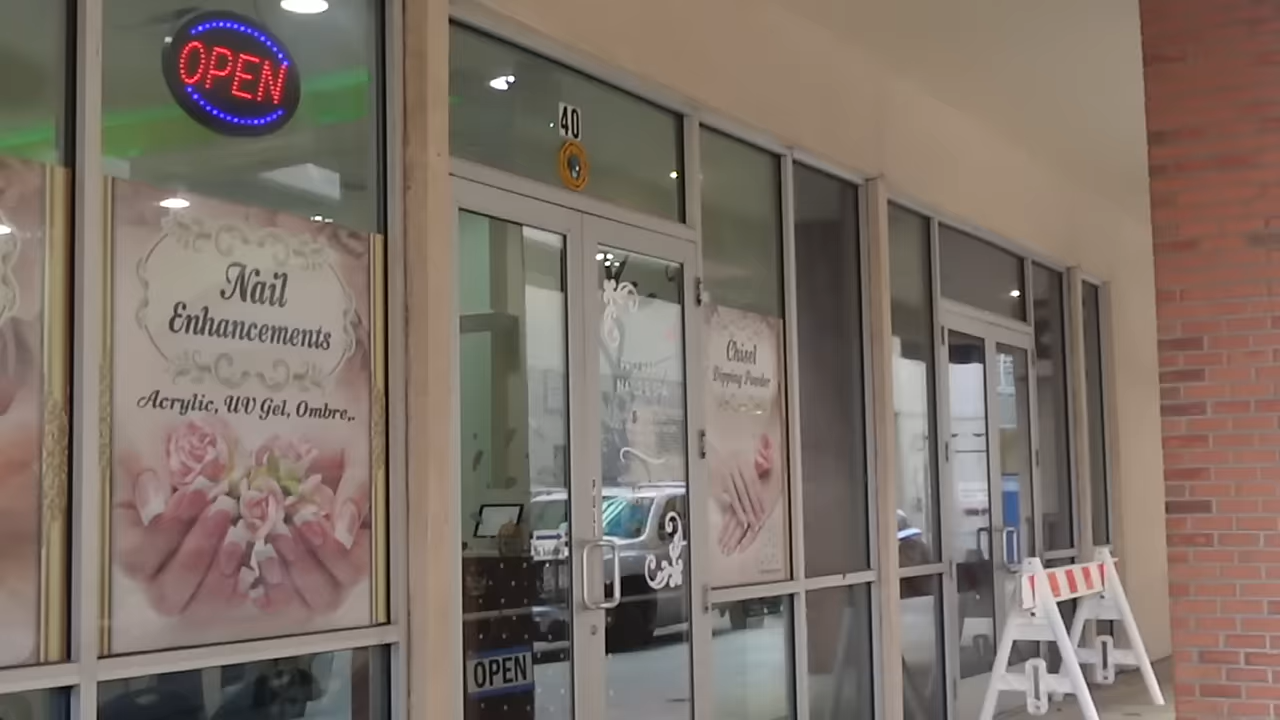 OPEN
40
Nail
Enhancements
Acrylic, UV Gel, Ombre,.
Chisel
Dipping Powder
OPEN